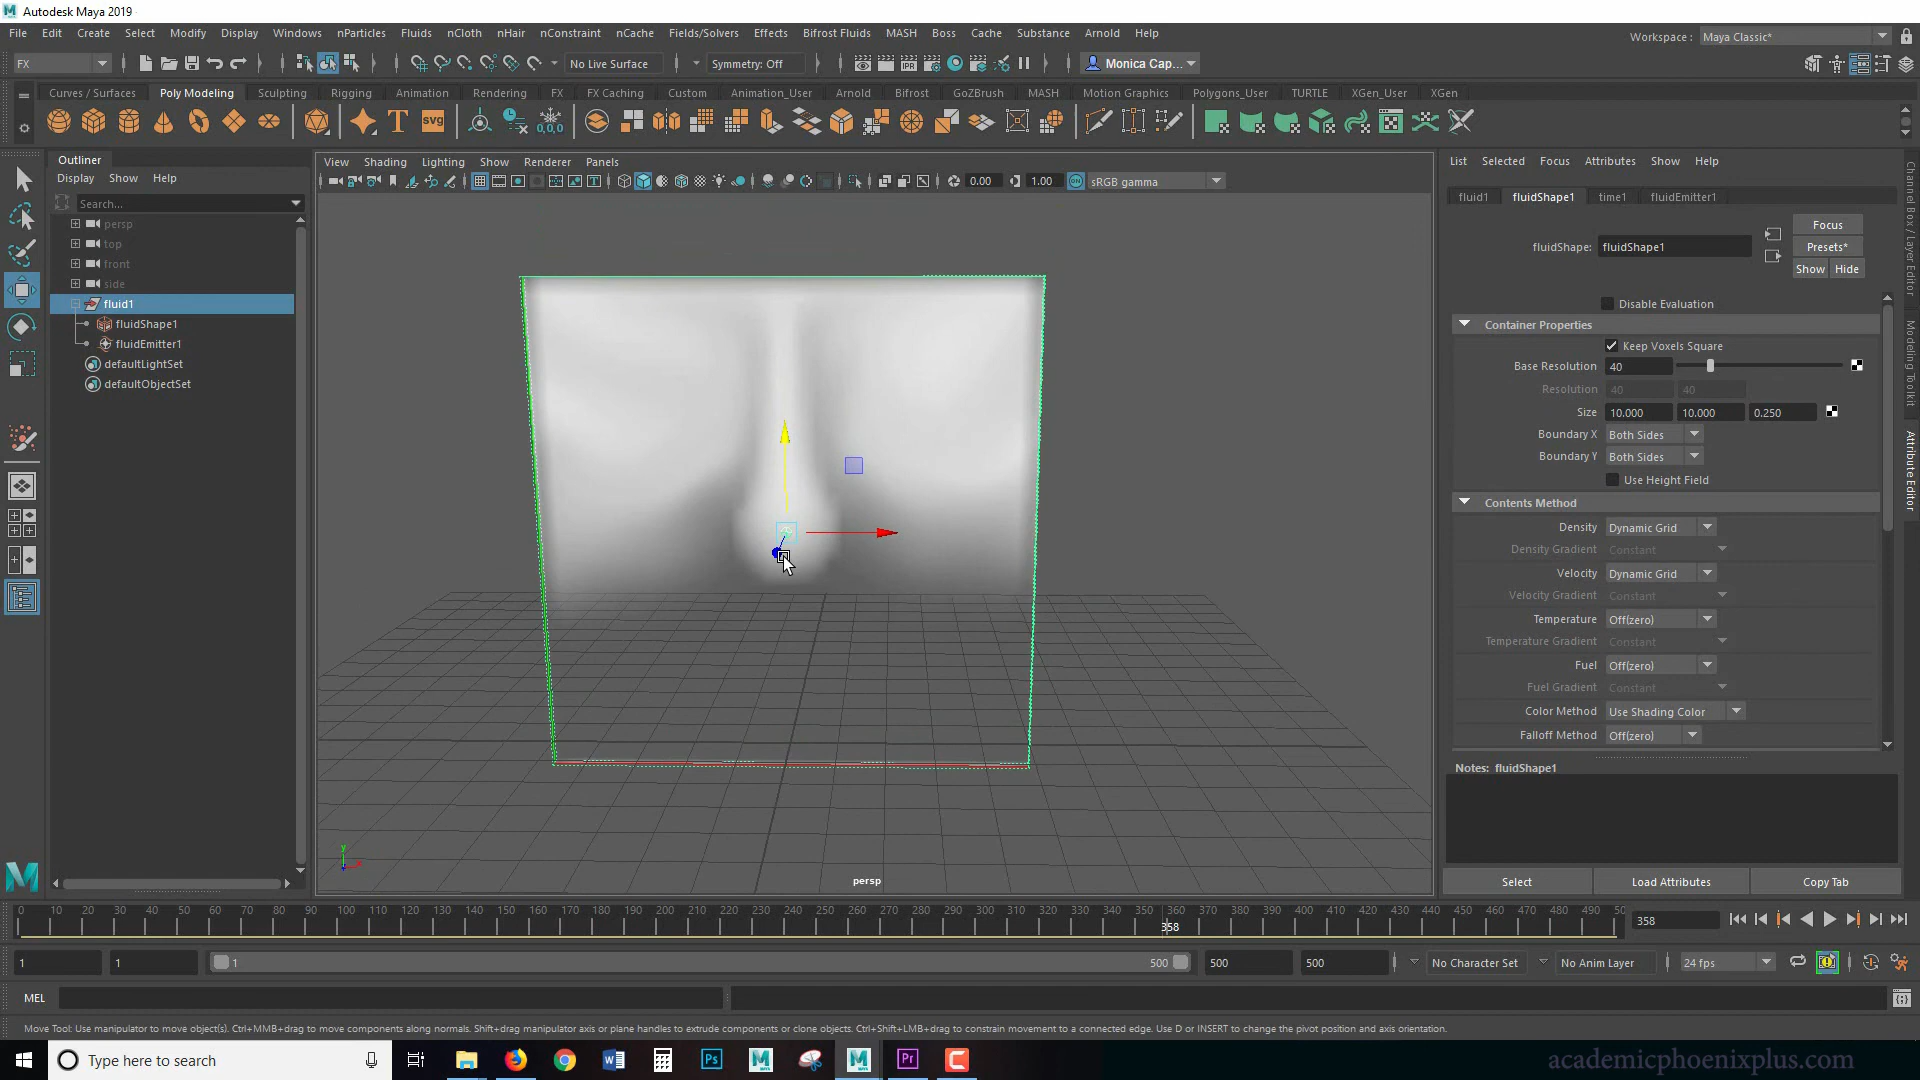 Autodesk Maya 2019
File Edit Create Select Modify Display Windows nParticles Fluids nCloth nHair nConstraint nCache Fields/Solvers Effects Bifrost Fluids MASH Boss Cache Substance Arnold Help
Workspace : Maya Classic*
FX No Live Surface Symmetry: Off Monica Cap...
Curves / Surfaces Poly Modeling Sculpting Rigging Animation Rendering FX FX Caching Custom Animation_User Arnold Bifrost GoZBrush MASH Motion Graphics Polygons_User TURTLE XGen_User XGen
T SVG 0,0,0
Outliner
Display Show Help
Search...
persp
top
front
side
fluid1
fluidShape1
fluidEmitter1
defaultLightSet
defaultObjectSet
View Shading Lighting Show Renderer Panels
0.00 1.00 sRGB gamma
persp
y
List Selected Focus Attributes Show Help
fluid1 fluidShape1 time1 fluidEmitter1
Focus
fluidShape: fluidShape1 Presets*
Show Hide
Disable Evaluation
Container Properties
Keep Voxels Square
Base Resolution 40
Resolution 40 40
Size 10.000 10.000 0.250
Boundary X Both Sides
Boundary Y Both Sides
Use Height Field
Contents Method
Density Dynamic Grid
Density Gradient Constant
Velocity Dynamic Grid
Velocity Gradient Constant
Temperature Off(zero)
Temperature Gradient Constant
Fuel Off(zero)
Fuel Gradient Constant
Color Method Use Shading Color
Falloff Method Off(zero)
Notes: fluidShape1
Select Load Attributes Copy Tab
Channel Box / Layer Editor
Modeling Toolkit
Attribute Editor
0 10 20 30 40 50 60 70 80 90 100 110 120 130 140 150 160 170 180 190 200 210 220 230 240 250 260 270 280 290 300 310 320 330 340 350 360 370 380 390 400 410 420 430 440 450 460 470 480 490 50
358 358
1 1 1 500 500 500 No Character Set No Anim Layer 24 fps
MEL
Move Tool: Use manipulator to move object(s). Ctrl+MMB+drag to move components along normals. Shift+drag manipulator axis or plane handles to extrude components or clone objects. Ctrl+Shift+LMB+drag to constrain movement to a connected edge. Use D or INSERT to change the pivot position and axis orientation.
Type here to search
academicphoenixplus.com